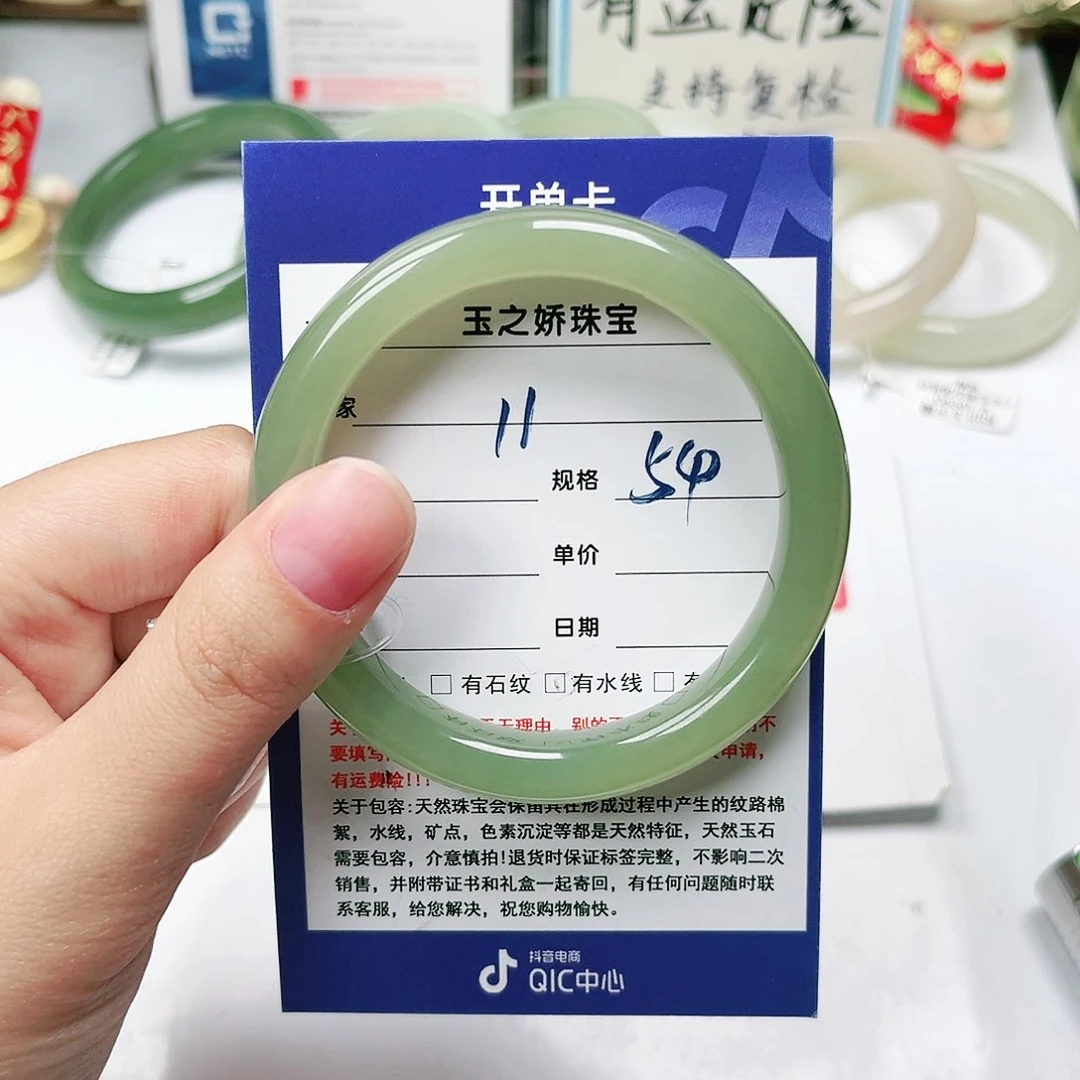 有运费险
支持复检
开单卡
玉之娇珠宝
家
11
规格 54
单价
日期
□ 有石纹 □ 有水线 □
关
要填写 申请,
有运费险!!!
关于包容:天然珠宝会保留其在形成过程中产生的纹路棉
絮，水线，矿点，色素沉淀等都是天然特征，天然玉石
需要包容，介意慎拍!退货时保证标签完整，不影响二次
销售，并附带证书和礼盒一起寄回，有任何问题随时联
系客服，给您解决，祝您购物愉快。
抖音电商
QIC中心